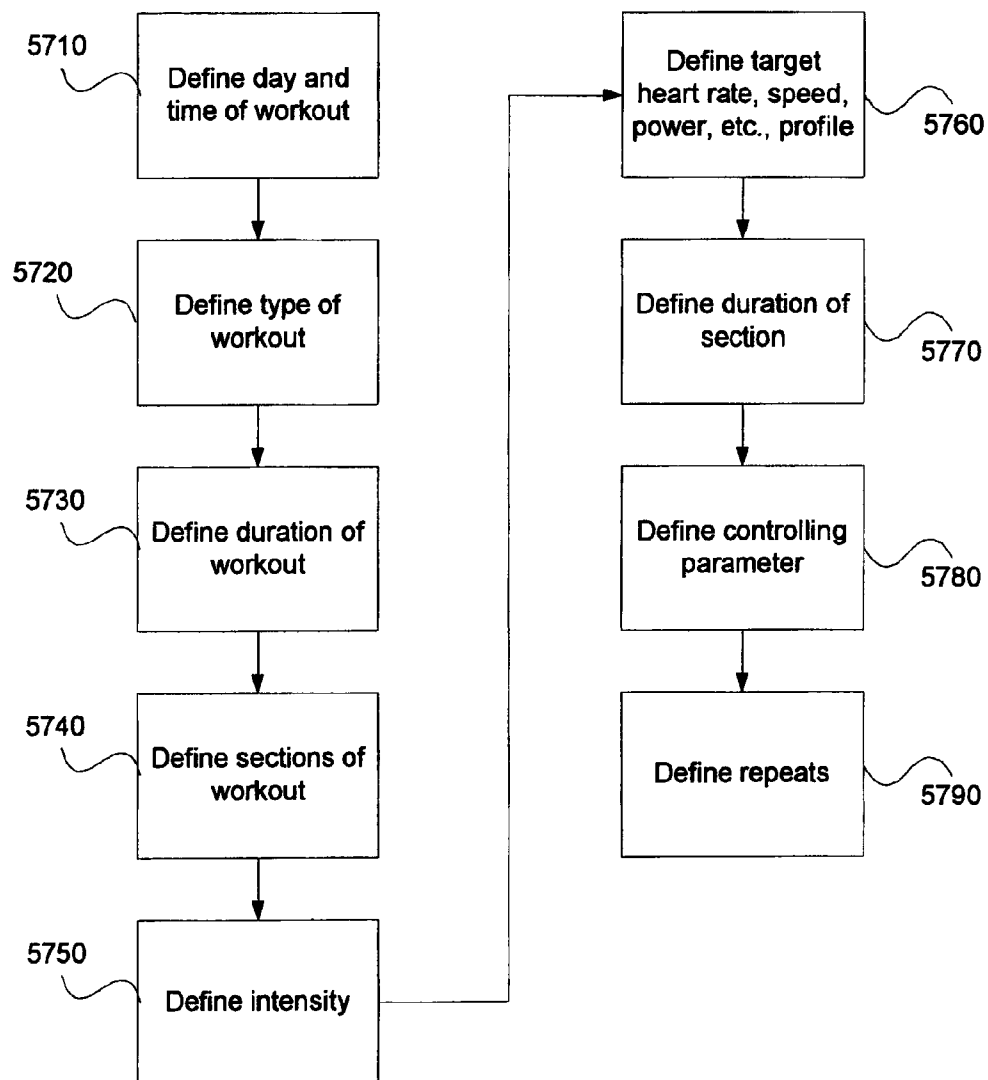 5710
Define day and
time of workout
5720
Define type of
workout
5730
Define duration of
workout
5740
Define sections of
workout
5750
Define intensity
Define target
heart rate, speed,
power, etc., profile
5760
Define duration of
section
5770
Define controlling
parameter
5780
Define repeats
5790